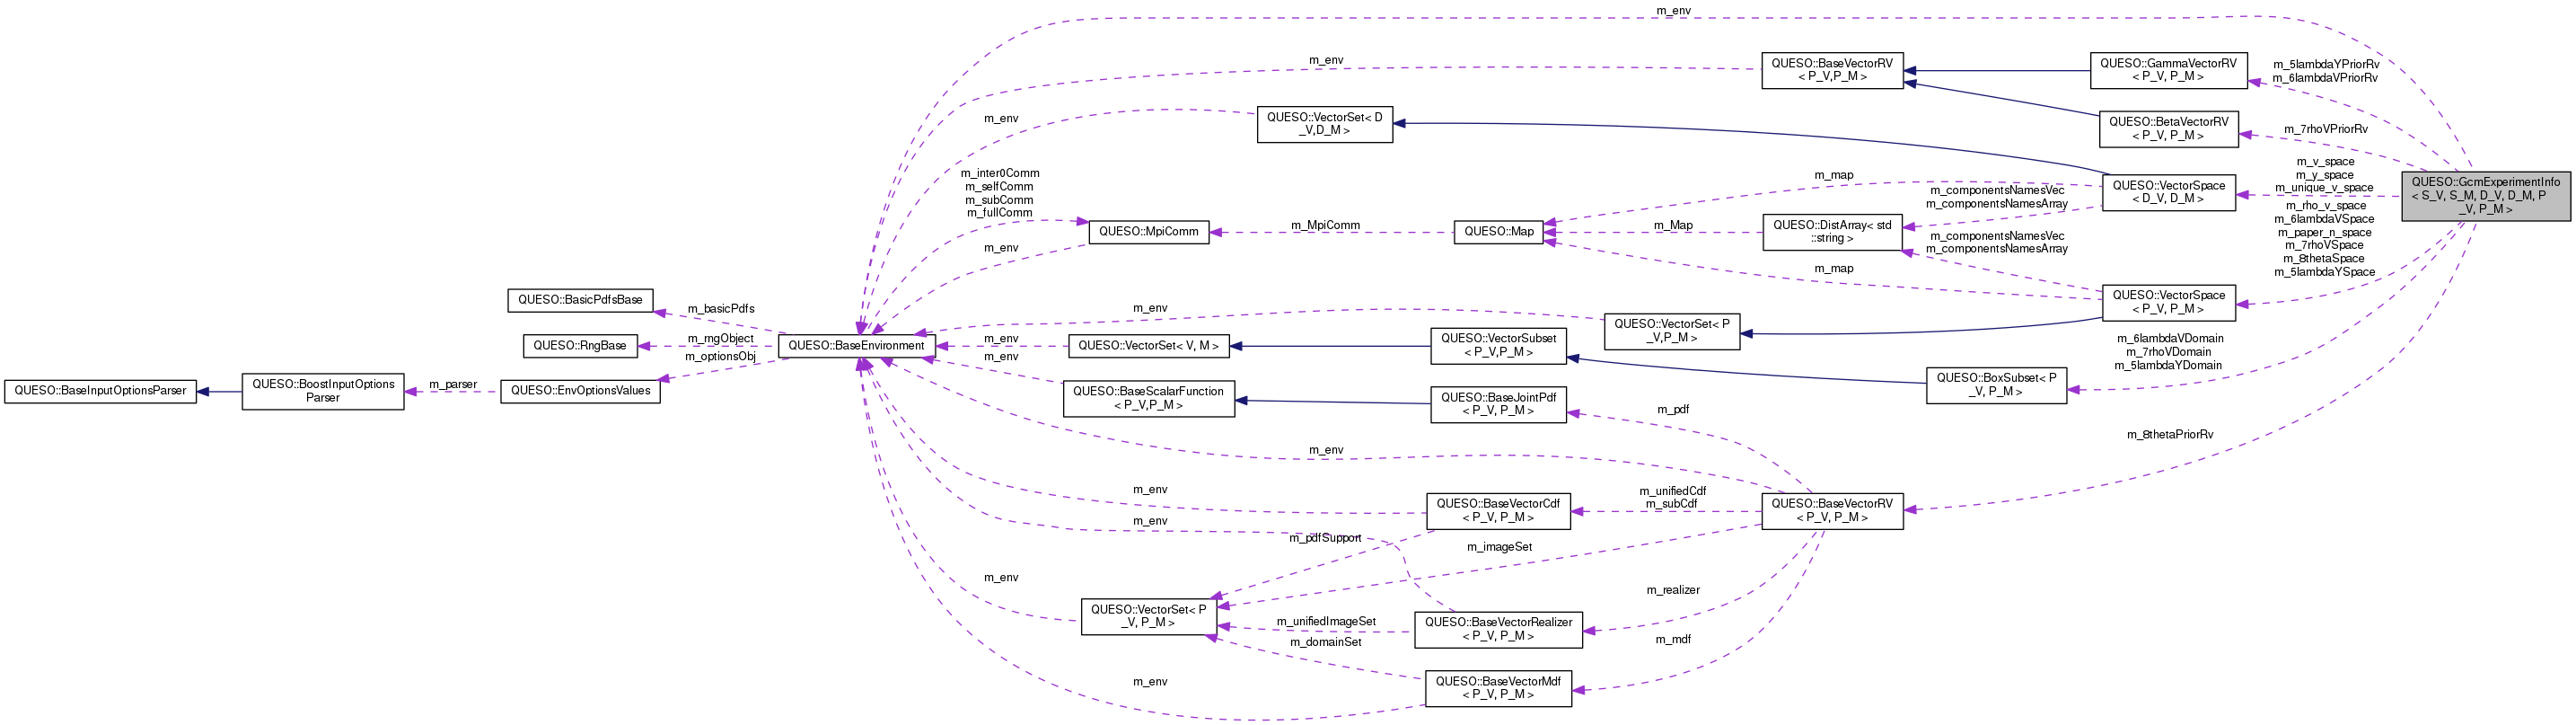 m_env
m_env
QUESO::BaseVectorRV
< P_V,P_M >
QUESO::GammaVectorRV
< P_V, P_M >
m_5lambdaYPriorRv
m_6lambdaVPriorRv
m_env
QUESO::VectorSet< D
_V,D_M >
QUESO::BetaVectorRV
< P_V, P_M >
m_7rhoVPriorRv
m_inter0Comm
m_selfComm
m_subComm
m_fullComm
m_map
m_componentsNamesVec
m_componentsNamesArray
QUESO::VectorSpace
< D_V, D_M >
m_v_space
m_y_space
m_unique_v_space
QUESO::GcmExperimentInfo
< S_V, S_M, D_V, D_M, P
_V, P_M >
m_env
QUESO::MpiComm
m_MpiComm
QUESO::Map
m_Map
QUESO::DistArray< std
::string >
m_componentsNamesVec
m_componentsNamesArray
m_rho_v_space
m_6lambdaVSpace
m_paper_n_space
m_7rhoVSpace
m_8thetaSpace
m_5lambdaYSpace
m_map
QUESO::BasicPdfsBase
m_basicPdfs
m_env
QUESO::VectorSpace
< P_V, P_M >
QUESO::RngBase
m_rngObject
QUESO::BaseEnvironment
m_env
QUESO::VectorSet< V, M >
QUESO::VectorSubset
< P_V,P_M >
QUESO::VectorSet< P
_V,P_M >
m_optionsObj
m_env
m_6lambdaVDomain
m_7rhoVDomain
m_5lambdaYDomain
QUESO::BaseInputOptionsParser
QUESO::BoostInputOptions
Parser
m_parser
QUESO::EnvOptionsValues
QUESO::BaseScalarFunction
< P_V,P_M >
QUESO::BaseJointPdf
< P_V, P_M >
QUESO::BoxSubset< P
_V, P_M >
m_pdf
m_env
m_8thetaPriorRv
m_env
QUESO::BaseVectorCdf
< P_V, P_M >
m_unifiedCdf
m_subCdf
QUESO::BaseVectorRV
< P_V, P_M >
m_env
m_pdfSupport
m_imageSet
m_env
QUESO::VectorSet< P
_V, P_M >
m_unifiedImageSet
m_domainSet
QUESO::BaseVectorRealizer
< P_V, P_M >
m_realizer
m_mdf
m_env
QUESO::BaseVectorMdf
< P_V, P_M >